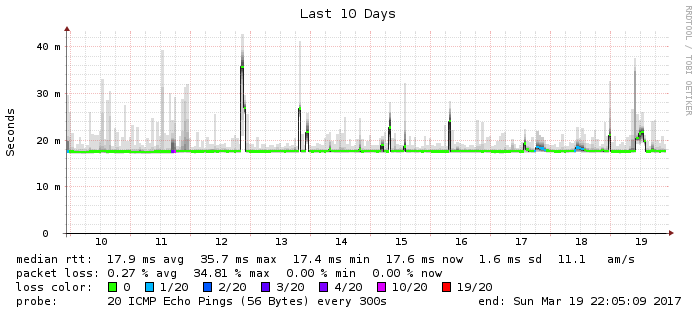 Last 10 Days
RRDTOOL / TOBI OETIKER
Seconds
40 m
30 m
20 m
10 m
0
10 11 12 13 14 15 16 17 18 19
median rtt: 17.9 ms avg 35.7 ms max 17.4 ms min 17.6 ms now 1.6 ms sd 11.1 am/s
packet loss: 0.27 % avg 34.81 % max 0.00 % min 0.00 % now
loss color: 0 1/20 2/20 3/20 4/20 10/20 19/20
probe: 20 ICMP Echo Pings (56 Bytes) every 300s end: Sun Mar 19 22:05:09 2017